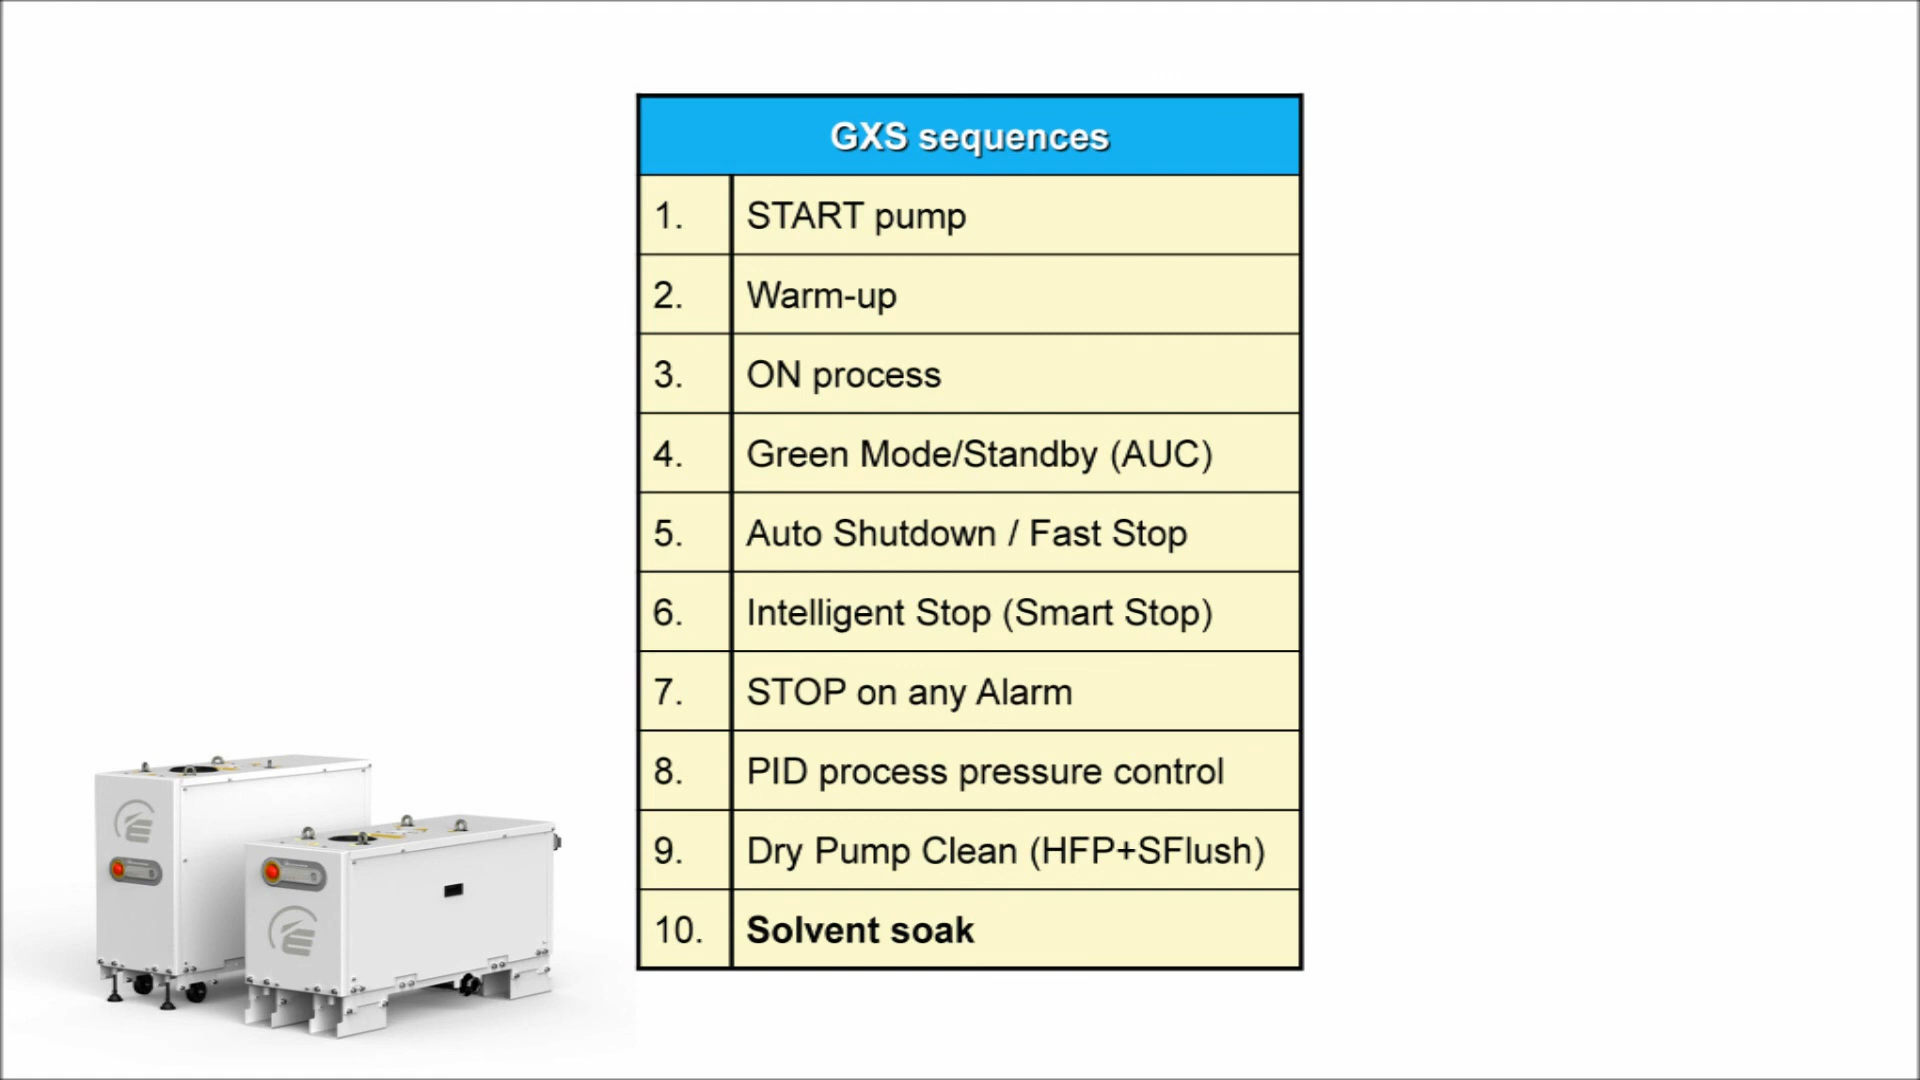 GXS sequences
1. START pump
2. Warm-up
3. ON process
4. Green Mode/Standby (AUC)
5. Auto Shutdown / Fast Stop
6. Intelligent Stop (Smart Stop)
7. STOP on any Alarm
8. PID process pressure control
9. Dry Pump Clean (HFP+SFlush)
10. Solvent soak